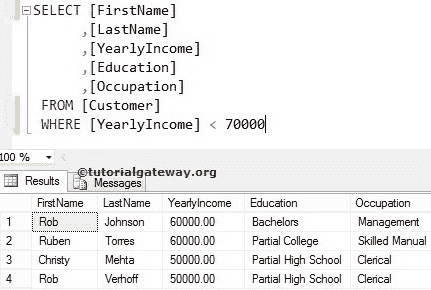 SELECT [FirstName]
,[LastName]
,[YearlyIncome]
,[Education]
,[Occupation]
FROM [Customer]
WHERE [YearlyIncome] < 70000
100 %
©tutorialgateway.org
Results Messages
FirstName LastName YearlyIncome Education Occupation
1 Rob Johnson 60000.00 Bachelors Management
2 Ruben Torres 60000.00 Partial College Skilled Manual
3 Christy Mehta 50000.00 Partial High School Clerical
4 Rob Verhoff 50000.00 Partial High School Clerical